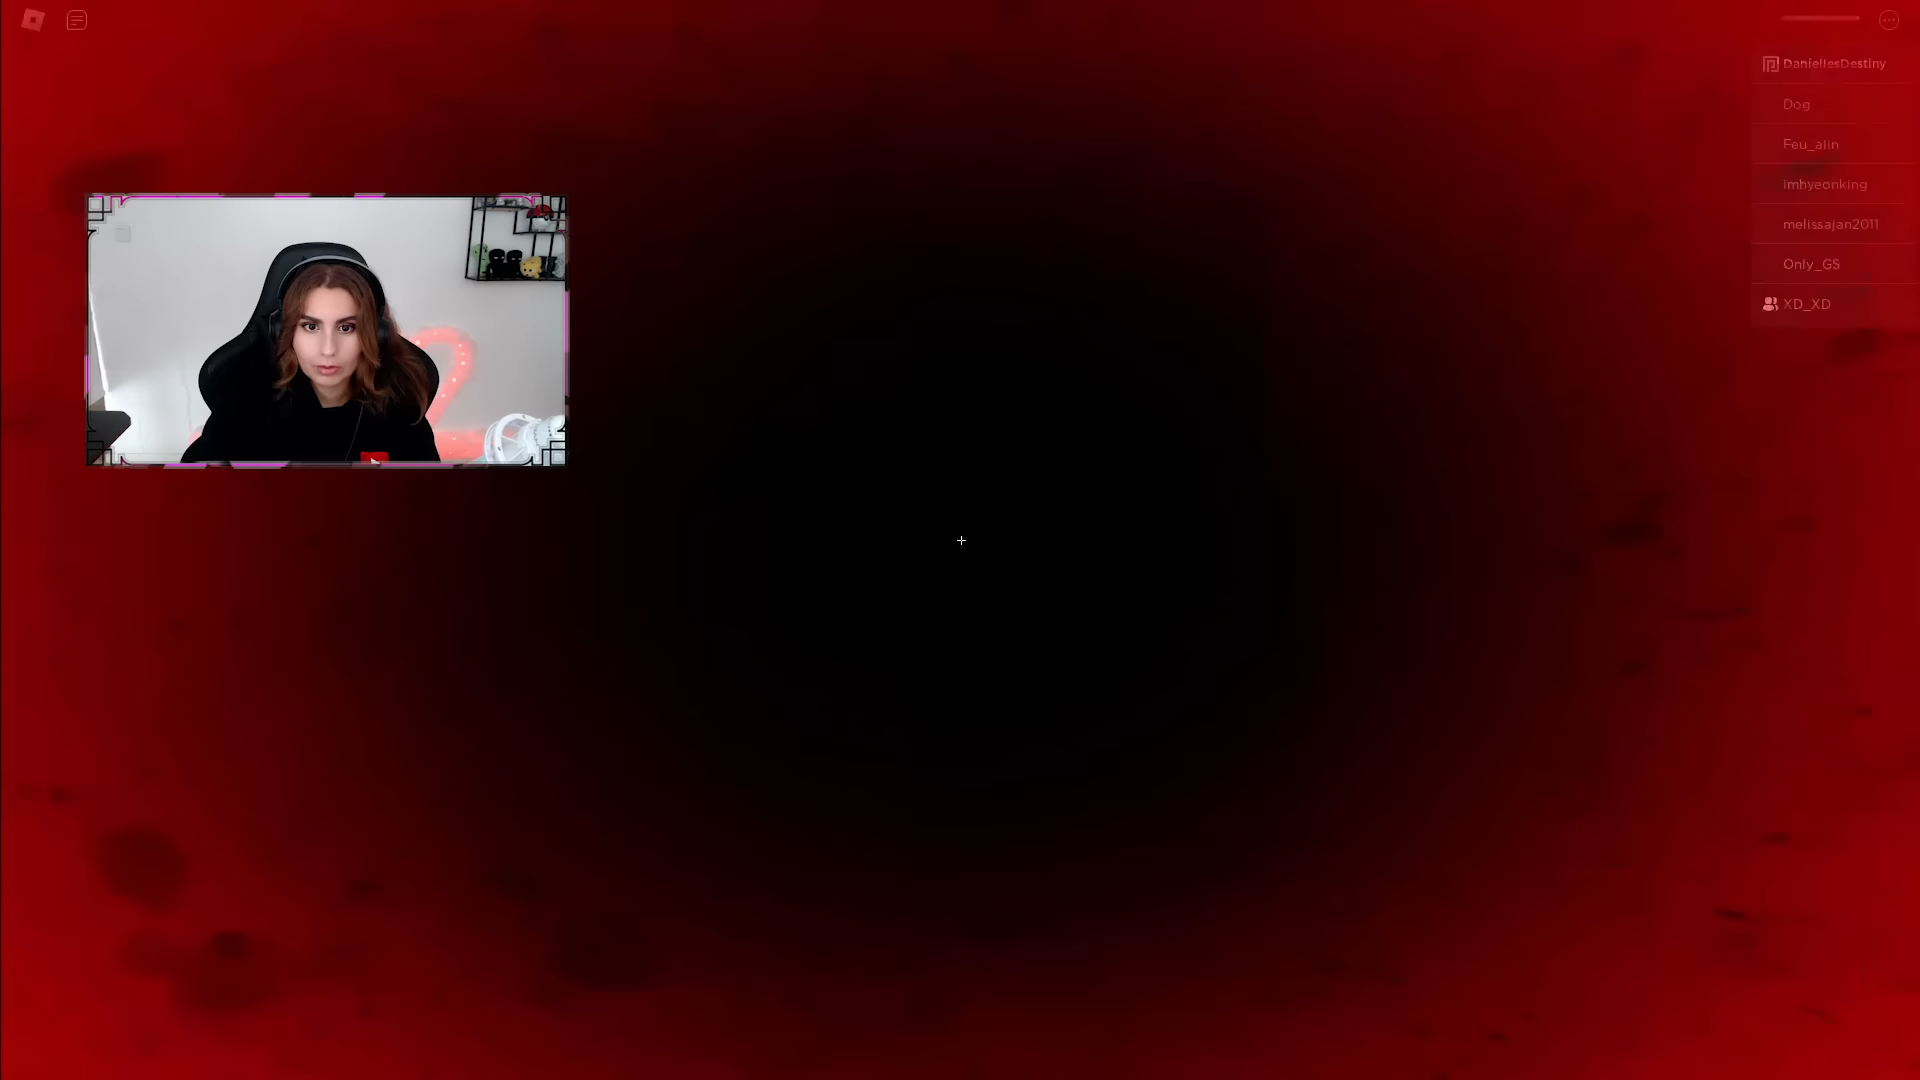 DaniellesDestiny
Dog
Feu_alin
imhyeonking
melissajan2011
Only_GS
XD_XD